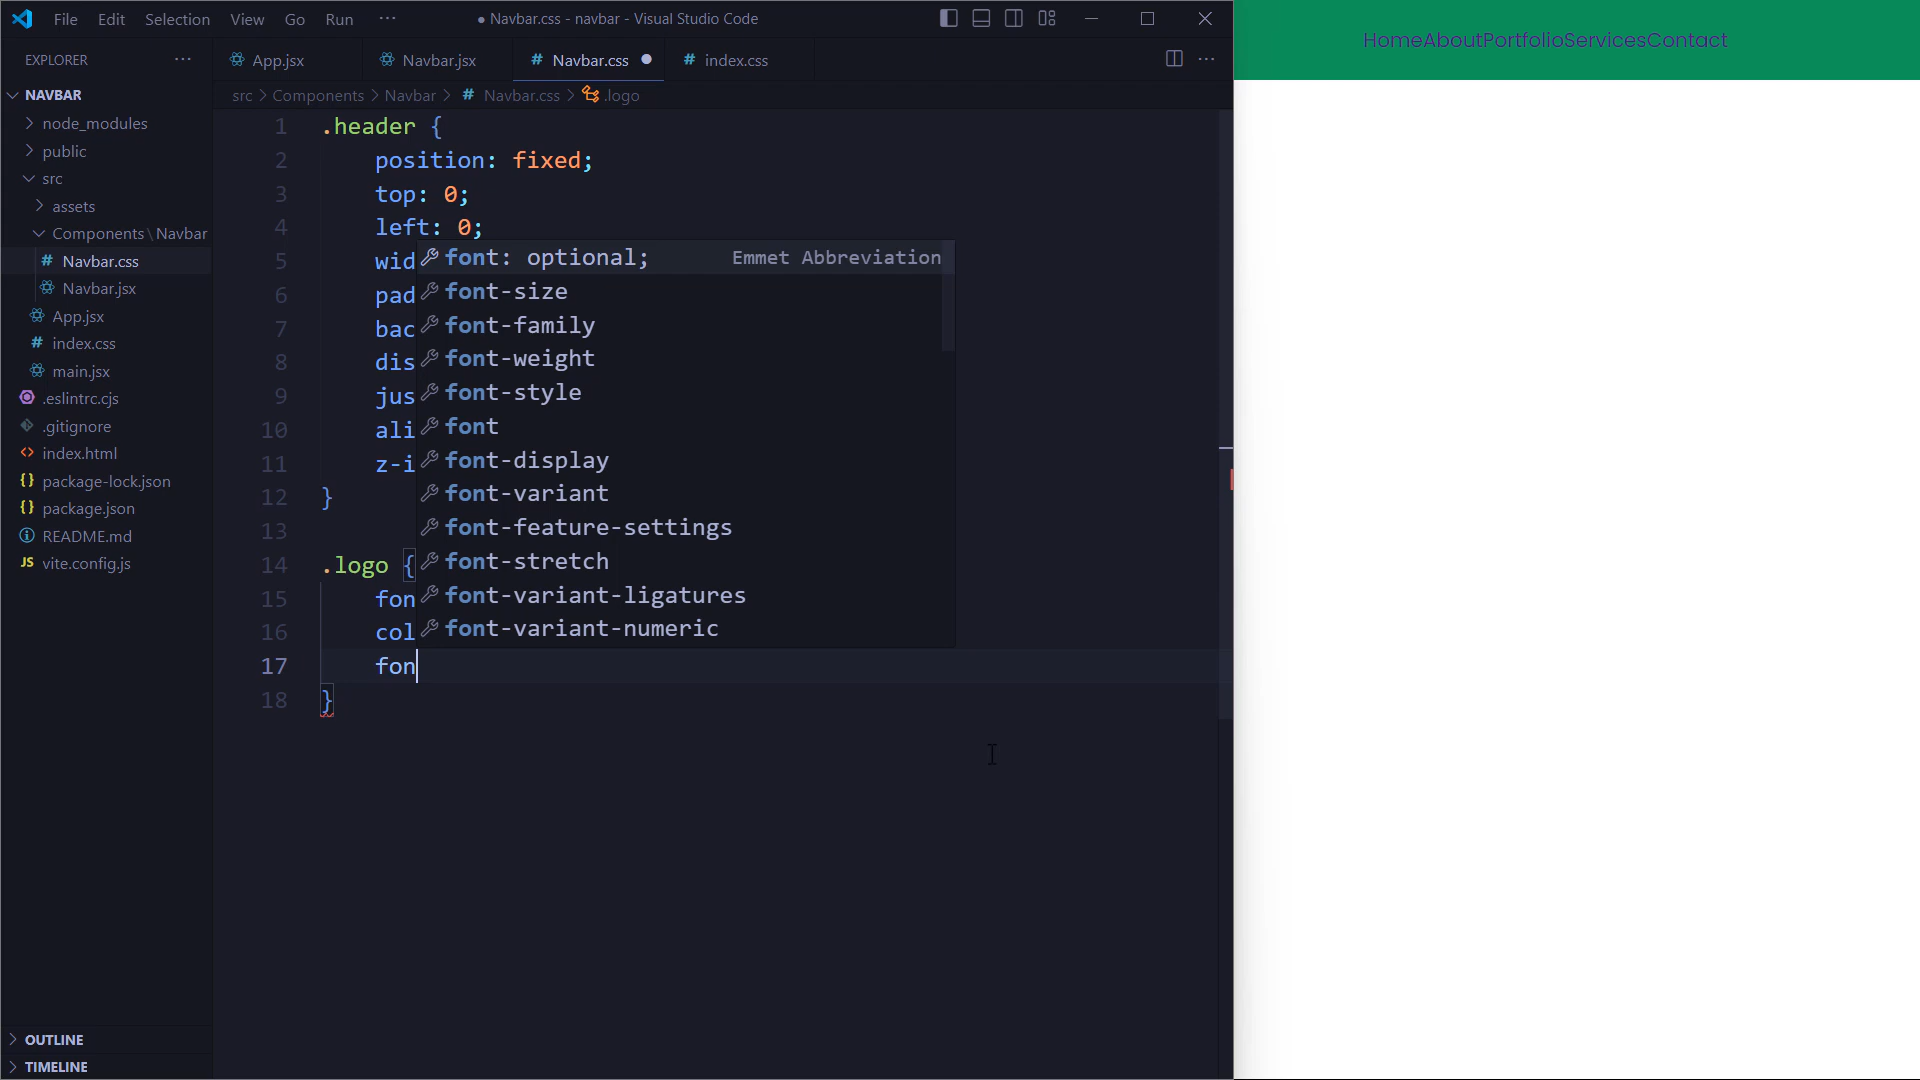 File Edit Selection View Go Run ··· ● Navbar.css - navbar - Visual Studio Code
EXPLORER ···
App.jsx Navbar.jsx # Navbar.css ● # index.css
src > Components > Navbar > # Navbar.css > .logo
NAVBAR
node_modules
public
src
assets
Components\Navbar
# Navbar.css
Navbar.jsx
App.jsx
# index.css
main.jsx
.eslintrc.cjs
.gitignore
index.html
{} package-lock.json
{} package.json
README.md
JS vite.config.js
OUTLINE
TIMELINE
1 .header {
2 position: fixed;
3 top: 0;
4 left: 0;
5 wid
6 pad
7 bac
8 dis
9 jus
10 ali
11 z-i
12 }
13
14 .logo {
15 fon
16 col
17 fon
18 }
font: optional; Emmet Abbreviation
font-size
font-family
font-weight
font-style
font
font-display
font-variant
font-feature-settings
font-stretch
font-variant-ligatures
font-variant-numeric
HomeAboutPortfolioServicesContact